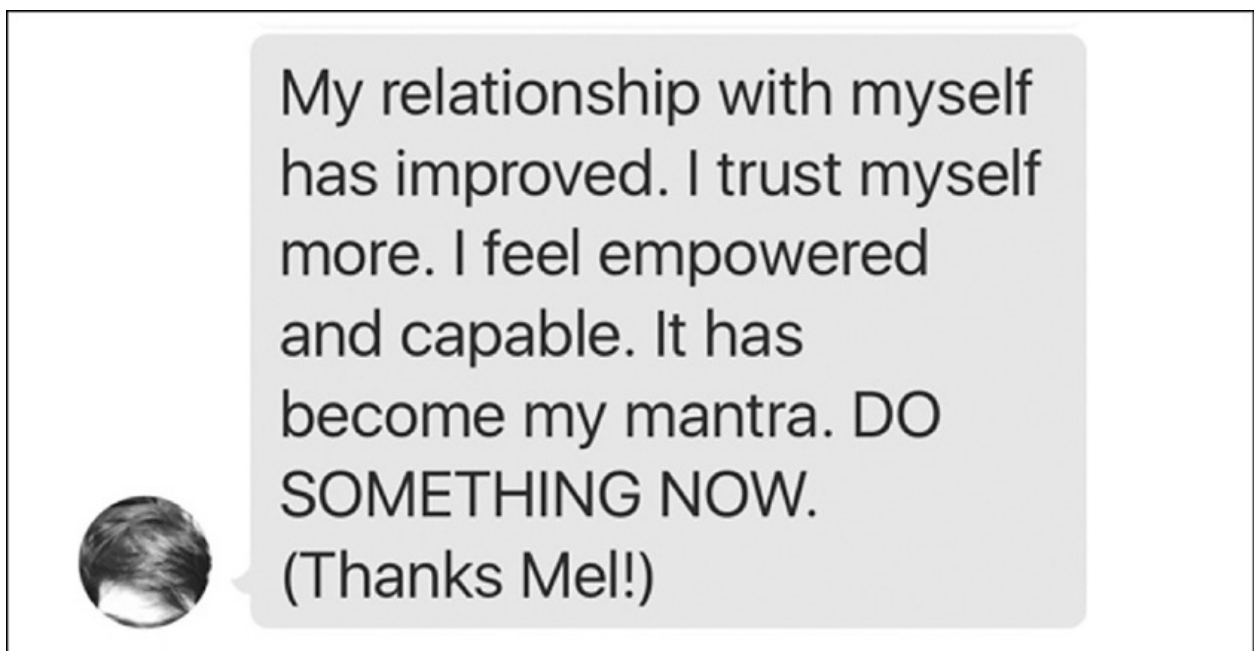 My relationship with myself
has improved. I trust myself
more. I feel empowered
and capable. It has
become my mantra. DO
SOMETHING NOW.
(Thanks Mel!)